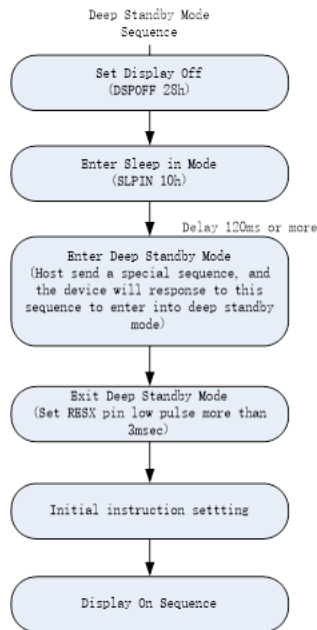 Deep Standby Mode
Sequence
Set Display Off
(DSPOFF 28h)
Enter Sleep in Mode
(SLPIN 10h)
Delay 120ms or more
Enter Deep Standby Mode
(Host send a special sequence, and
the device will response to this
sequence to enter into deep standby
mode)
Exit Deep Standby Mode
(Set RESX pin low pulse more than
3msec)
Initial instruction settting
Display On Sequence